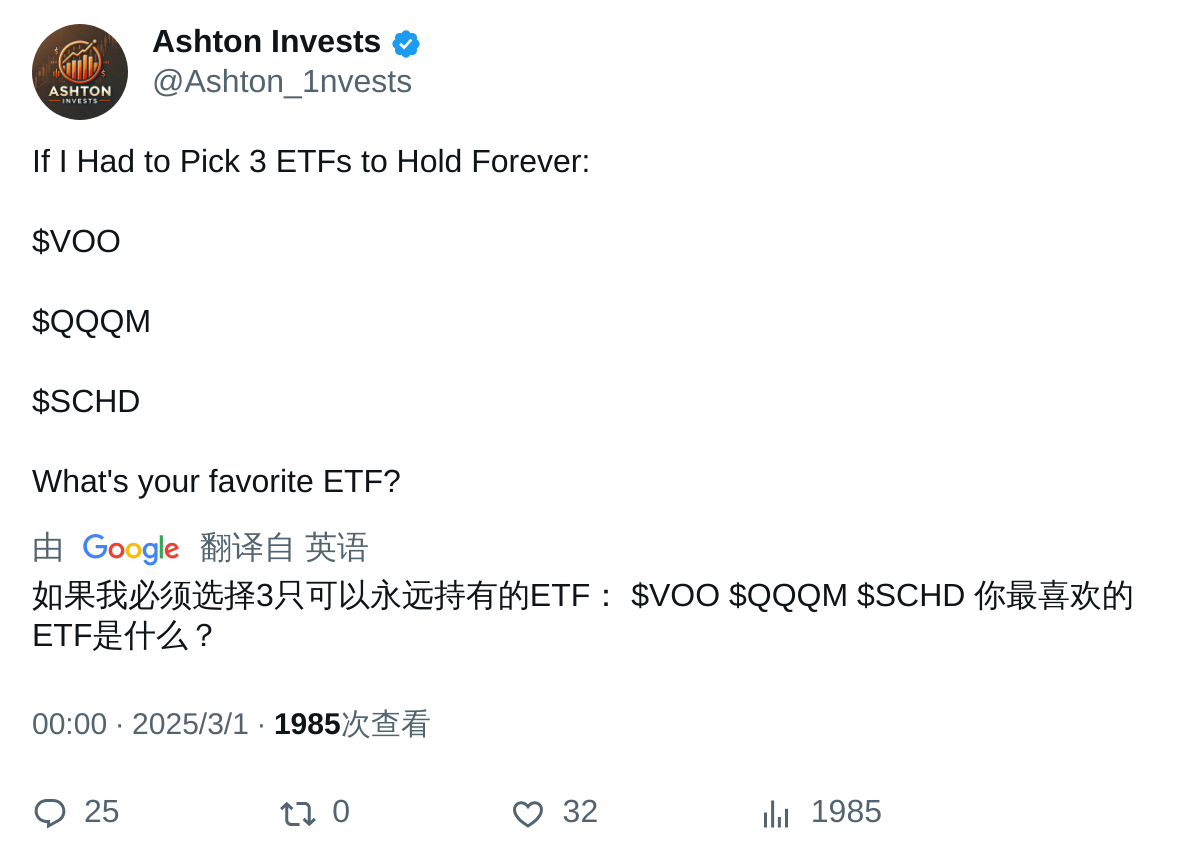 ASHTON
INVESTS
Ashton Invests
@Ashton_1nvests
If I Had to Pick 3 ETFs to Hold Forever:
$VOO
$QQQM
$SCHD
What's your favorite ETF?
由 Google 翻译自 英语
如果我必须选择3只可以永远持有的ETF： $VOO $QQQM $SCHD 你最喜欢的
ETF是什么？
00:00 · 2025/3/1 · 1985次查看
25 0 32 1985